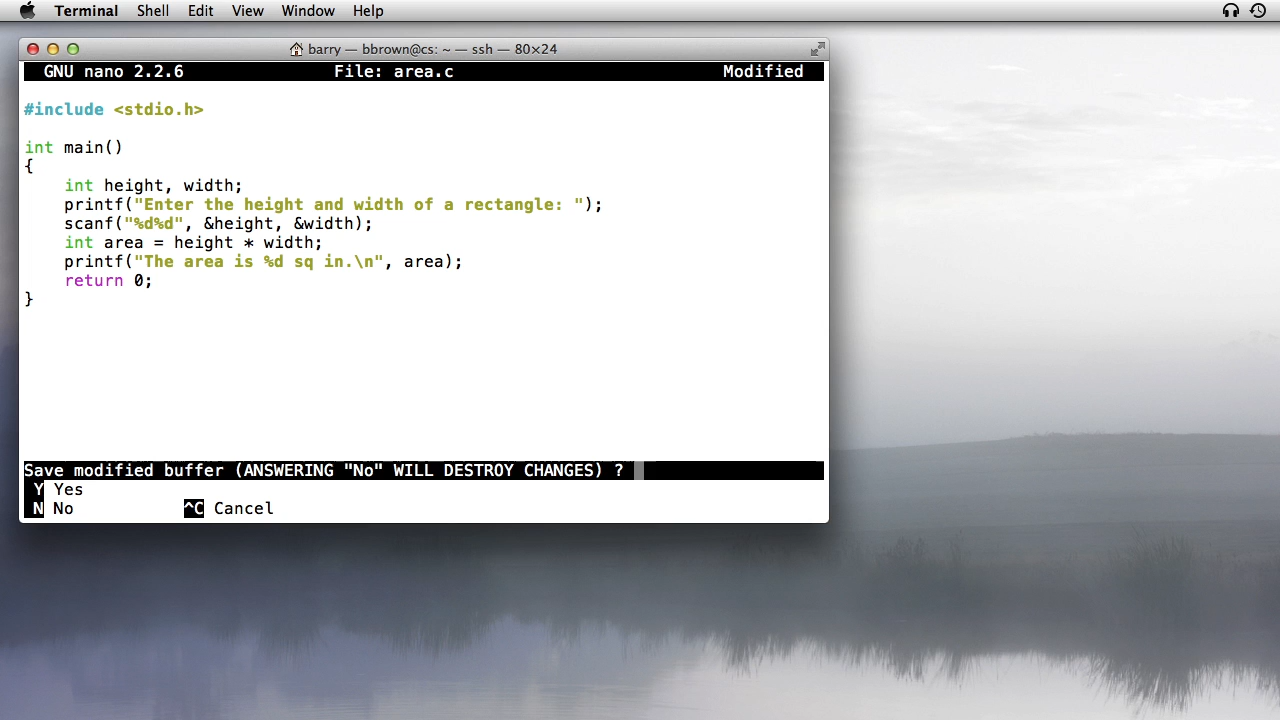 Terminal Shell Edit View Window Help
barry — bbrown@cs: ~ — ssh — 80×24
GNU nano 2.2.6 File: area.c Modified
#include <stdio.h>
int main()
{
    int height, width;
    printf("Enter the height and width of a rectangle: ");
    scanf("%d%d", &height, &width);
    int area = height * width;
    printf("The area is %d sq in.\n", area);
    return 0;
}
Save modified buffer (ANSWERING "No" WILL DESTROY CHANGES) ?
Y Yes
N No ^C Cancel